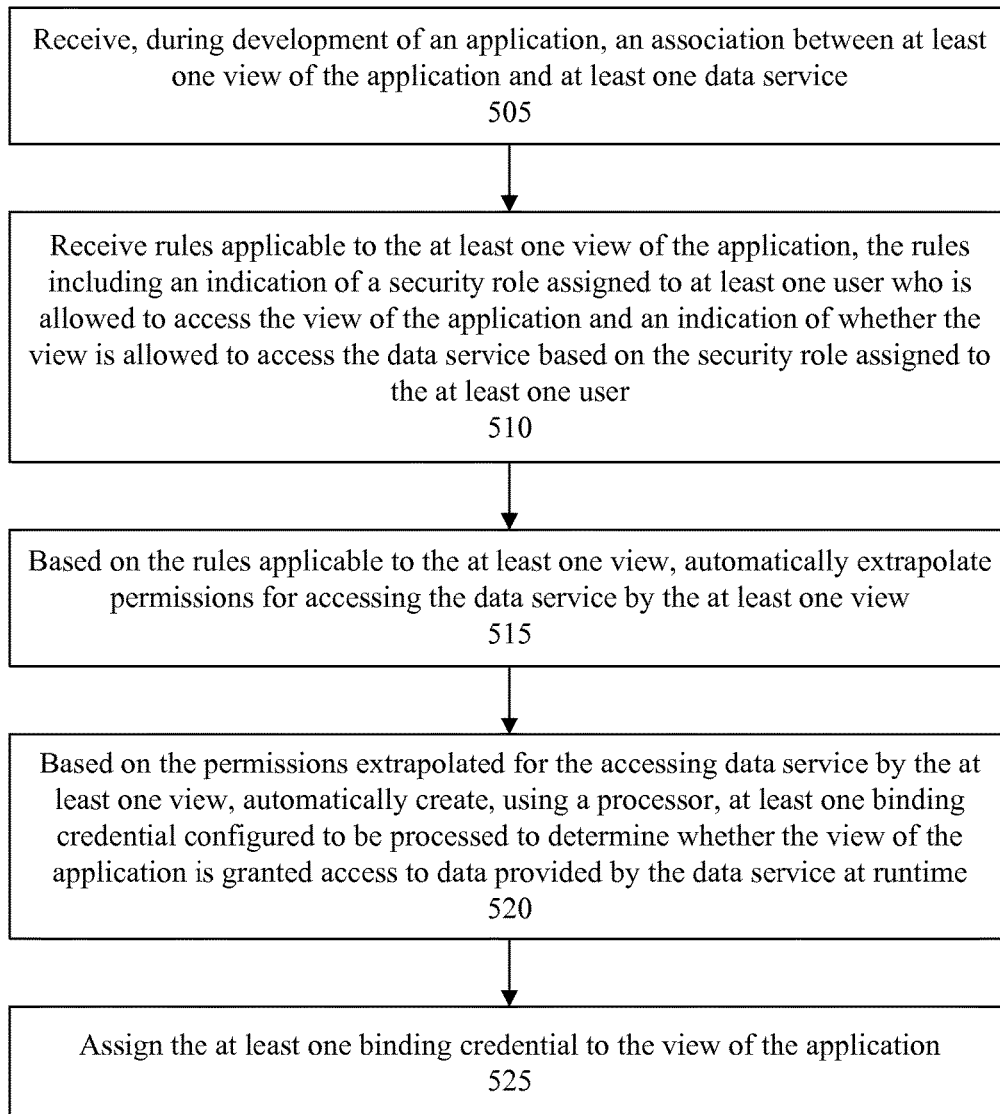 Receive, during development of an application, an association between at least
one view of the application and at least one data service
505
Receive rules applicable to the at least one view of the application, the rules
including an indication of a security role assigned to at least one user who is
allowed to access the view of the application and an indication of whether the
view is allowed to access the data service based on the security role assigned to
the at least one user
510
Based on the rules applicable to the at least one view, automatically extrapolate
permissions for accessing the data service by the at least one view
515
Based on the permissions extrapolated for the accessing data service by the at
least one view, automatically create, using a processor, at least one binding
credential configured to be processed to determine whether the view of the
application is granted access to data provided by the data service at runtime
520
Assign the at least one binding credential to the view of the application
525